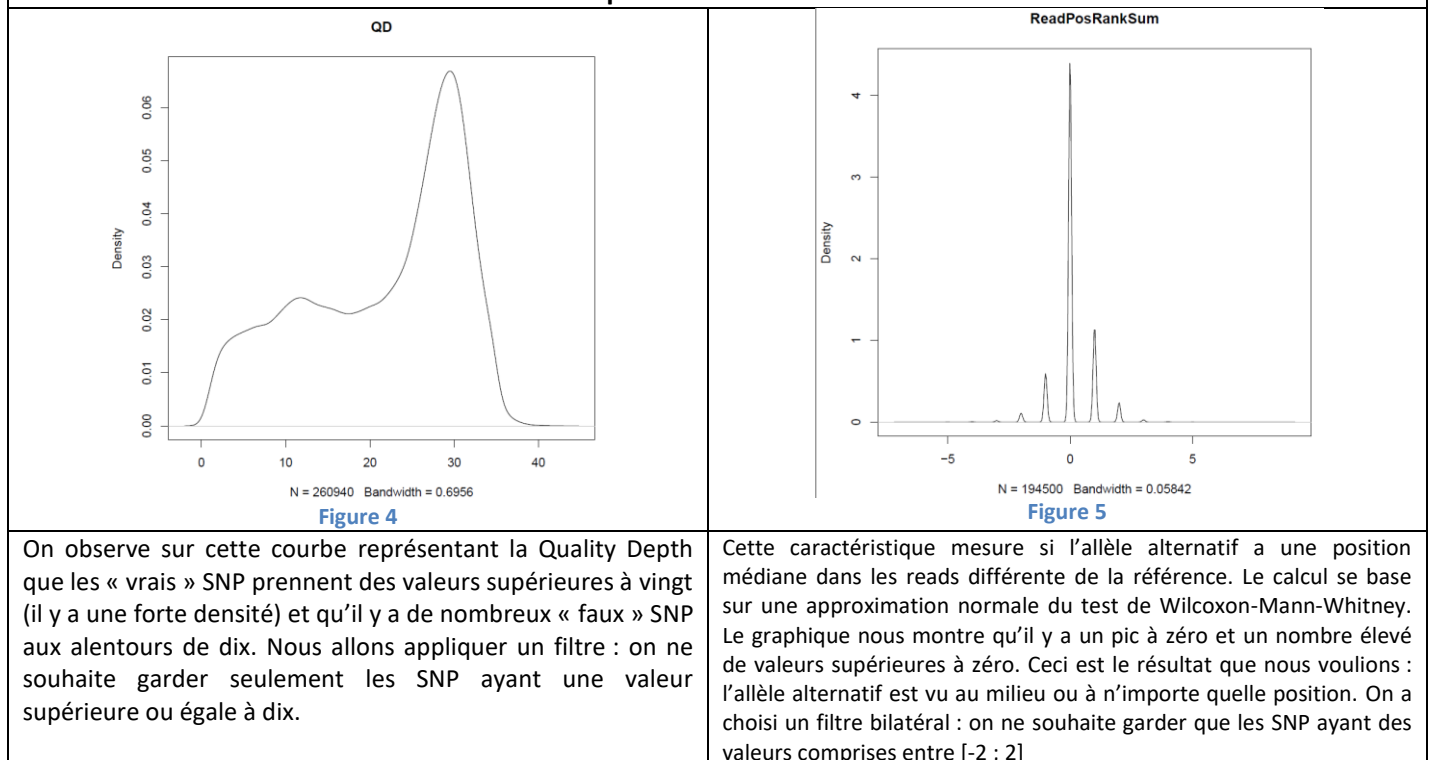 QD
Density
0.00 0.01 0.02 0.03 0.04 0.05 0.06
0 10 20 30 40
N = 260940 Bandwidth = 0.6956
Figure 4
ReadPosRankSum
Density
0 1 2 3 4
−5 0 5
N = 194500 Bandwidth = 0.05842
Figure 5
On observe sur cette courbe représentant la Quality Depth
que les « vrais » SNP prennent des valeurs supérieures à vingt
(il y a une forte densité) et qu’il y a de nombreux « faux » SNP
aux alentours de dix. Nous allons appliquer un filtre : on ne
souhaite garder seulement les SNP ayant une valeur
supérieure ou égale à dix.
Cette caractéristique mesure si l’allèle alternatif a une position
médiane dans les reads différente de la référence. Le calcul se base
sur une approximation normale du test de Wilcoxon-Mann-Whitney.
Le graphique nous montre qu’il y a un pic à zéro et un nombre élevé
de valeurs supérieures à zéro. Ceci est le résultat que nous voulions :
l’allèle alternatif est vu au milieu ou à n’importe quelle position. On a
choisi un filtre bilatéral : on ne souhaite garder que les SNP ayant des
valeurs comprises entre [-2 ; 2]